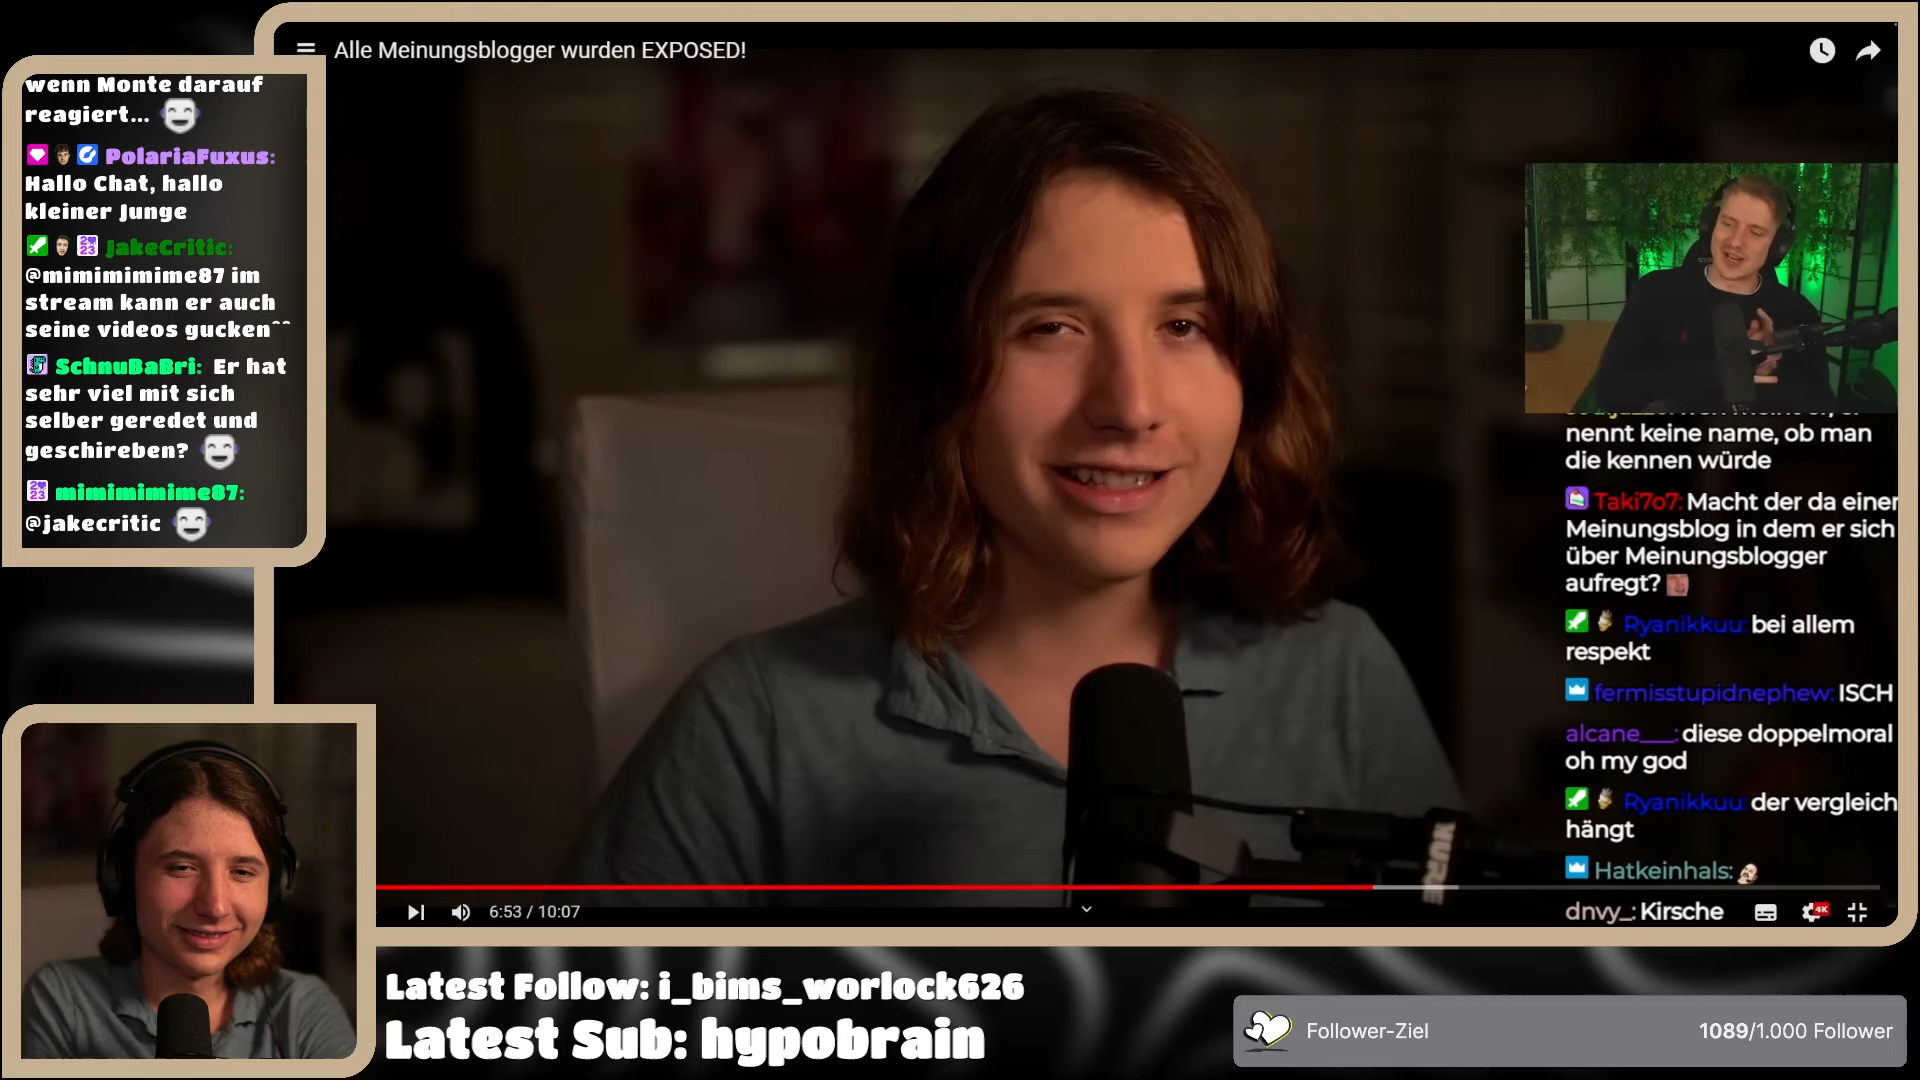 Alle Meinungsblogger wurden EXPOSED!
wenn Monte darauf
reagiert...
PolariaFuxus:
Hallo Chat, hallo
kleiner Junge
JakeCritic:
@mimimimime87 im
stream kann er auch
seine videos gucken^^
SchnuBaBri: Er hat
sehr viel mit sich
selber geredet und
geschireben?
mimimimime87:
@jakecritic
nennt keine name, ob man
die kennen würde
Taki7o7: Macht der da einen
Meinungsblog in dem er sich
über Meinungsblogger
aufregt?
Ryanikkuu: bei allem
respekt
fermisstupidnephew: ISCH
alcane___: diese doppelmoral
oh my god
Ryanikkuu: der vergleich
hängt
Hatkeinhals:
dnvy_: Kirsche
6:53 / 10:07
4K
Latest Follow: i_bims_worlock626
Latest Sub: hypobrain
Follower-Ziel
1089/1.000 Follower